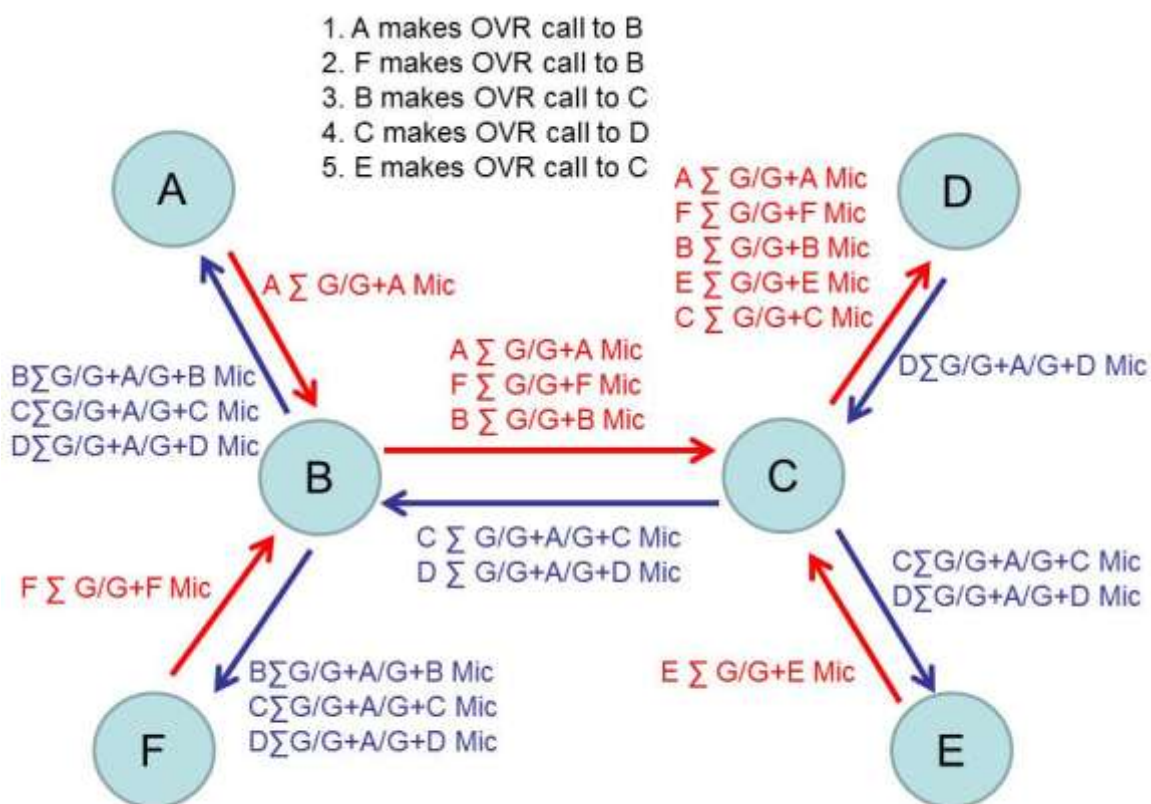 1. A makes OVR call to B
2. F makes OVR call to B
3. B makes OVR call to C
4. C makes OVR call to D
5. E makes OVR call to C
A
D
A ∑ G/G+A Mic
F ∑ G/G+F Mic
B ∑ G/G+B Mic
E ∑ G/G+E Mic
C ∑ G/G+C Mic
A ∑ G/G+A Mic
B∑G/G+A/G+B Mic
C∑G/G+A/G+C Mic
D∑G/G+A/G+D Mic
A ∑ G/G+A Mic
F ∑ G/G+F Mic
B ∑ G/G+B Mic
D∑G/G+A/G+D Mic
B
C
C ∑ G/G+A/G+C Mic
D ∑ G/G+A/G+D Mic
F ∑ G/G+F Mic
C∑G/G+A/G+C Mic
D∑G/G+A/G+D Mic
B∑G/G+A/G+B Mic
C∑G/G+A/G+C Mic
D∑G/G+A/G+D Mic
E ∑ G/G+E Mic
F
E